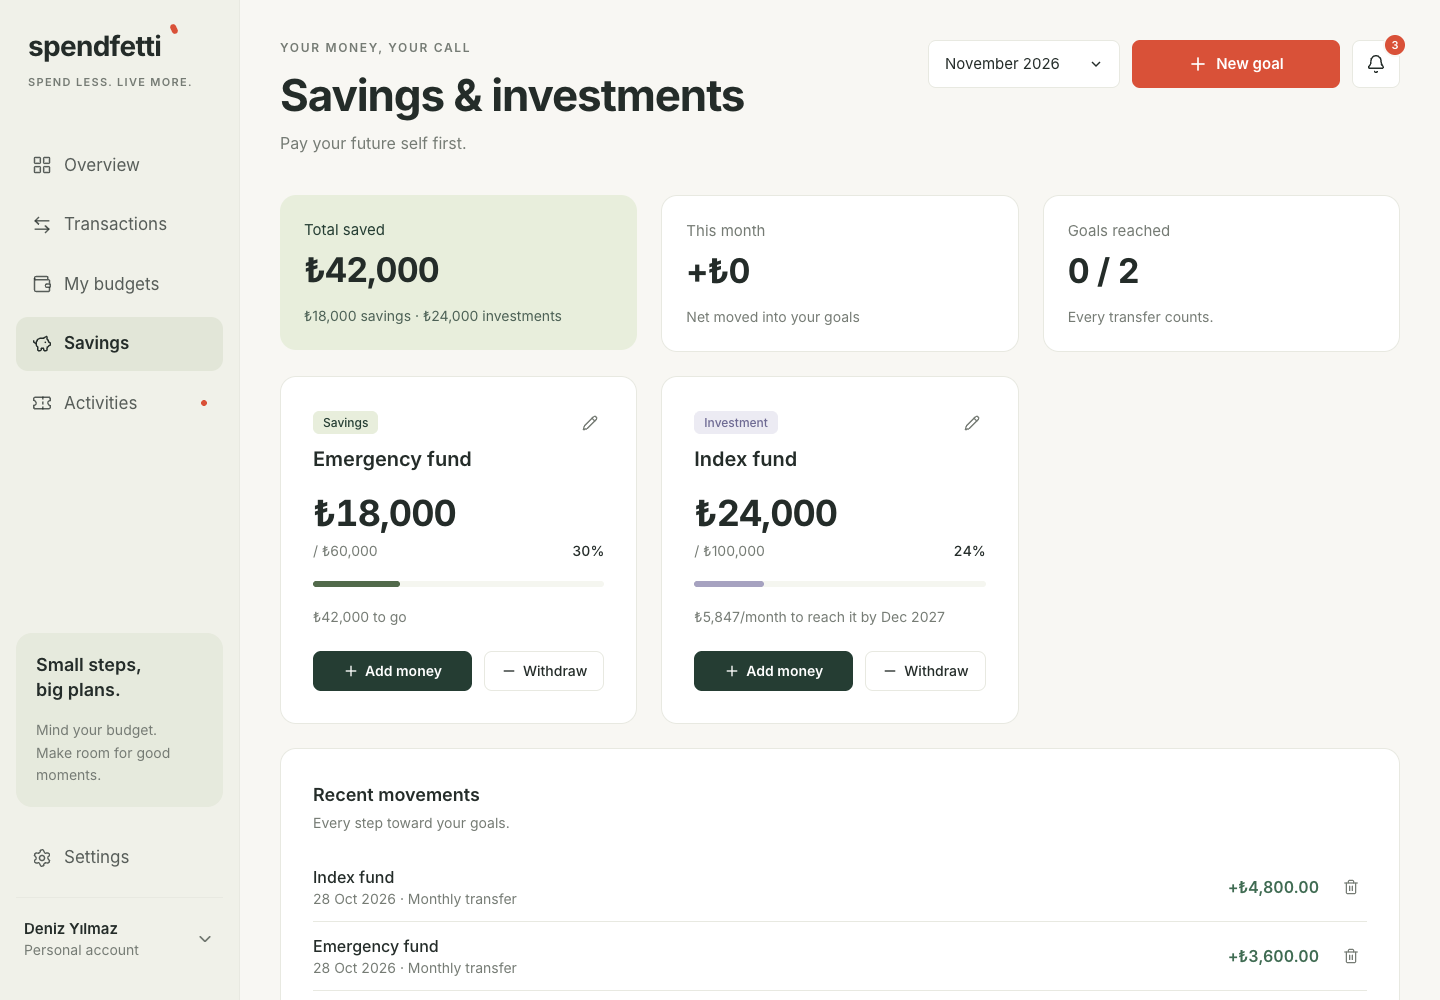 spendfetti
SPEND LESS. LIVE MORE.
Overview
Transactions
My budgets
Savings
Activities
Small steps,
big plans.
Mind your budget.
Make room for good
moments.
Settings
Deniz Yılmaz
Personal account
YOUR MONEY, YOUR CALL
Savings & investments
Pay your future self first.
November 2026
New goal
3
Total saved
₺42,000
₺18,000 savings · ₺24,000 investments
This month
+₺0
Net moved into your goals
Goals reached
0 / 2
Every transfer counts.
Savings
Emergency fund
₺18,000
/ ₺60,000 30%
₺42,000 to go
Add money Withdraw
Investment
Index fund
₺24,000
/ ₺100,000 24%
₺5,847/month to reach it by Dec 2027
Add money Withdraw
Recent movements
Every step toward your goals.
Index fund
28 Oct 2026 · Monthly transfer
+₺4,800.00
Emergency fund
28 Oct 2026 · Monthly transfer
+₺3,600.00